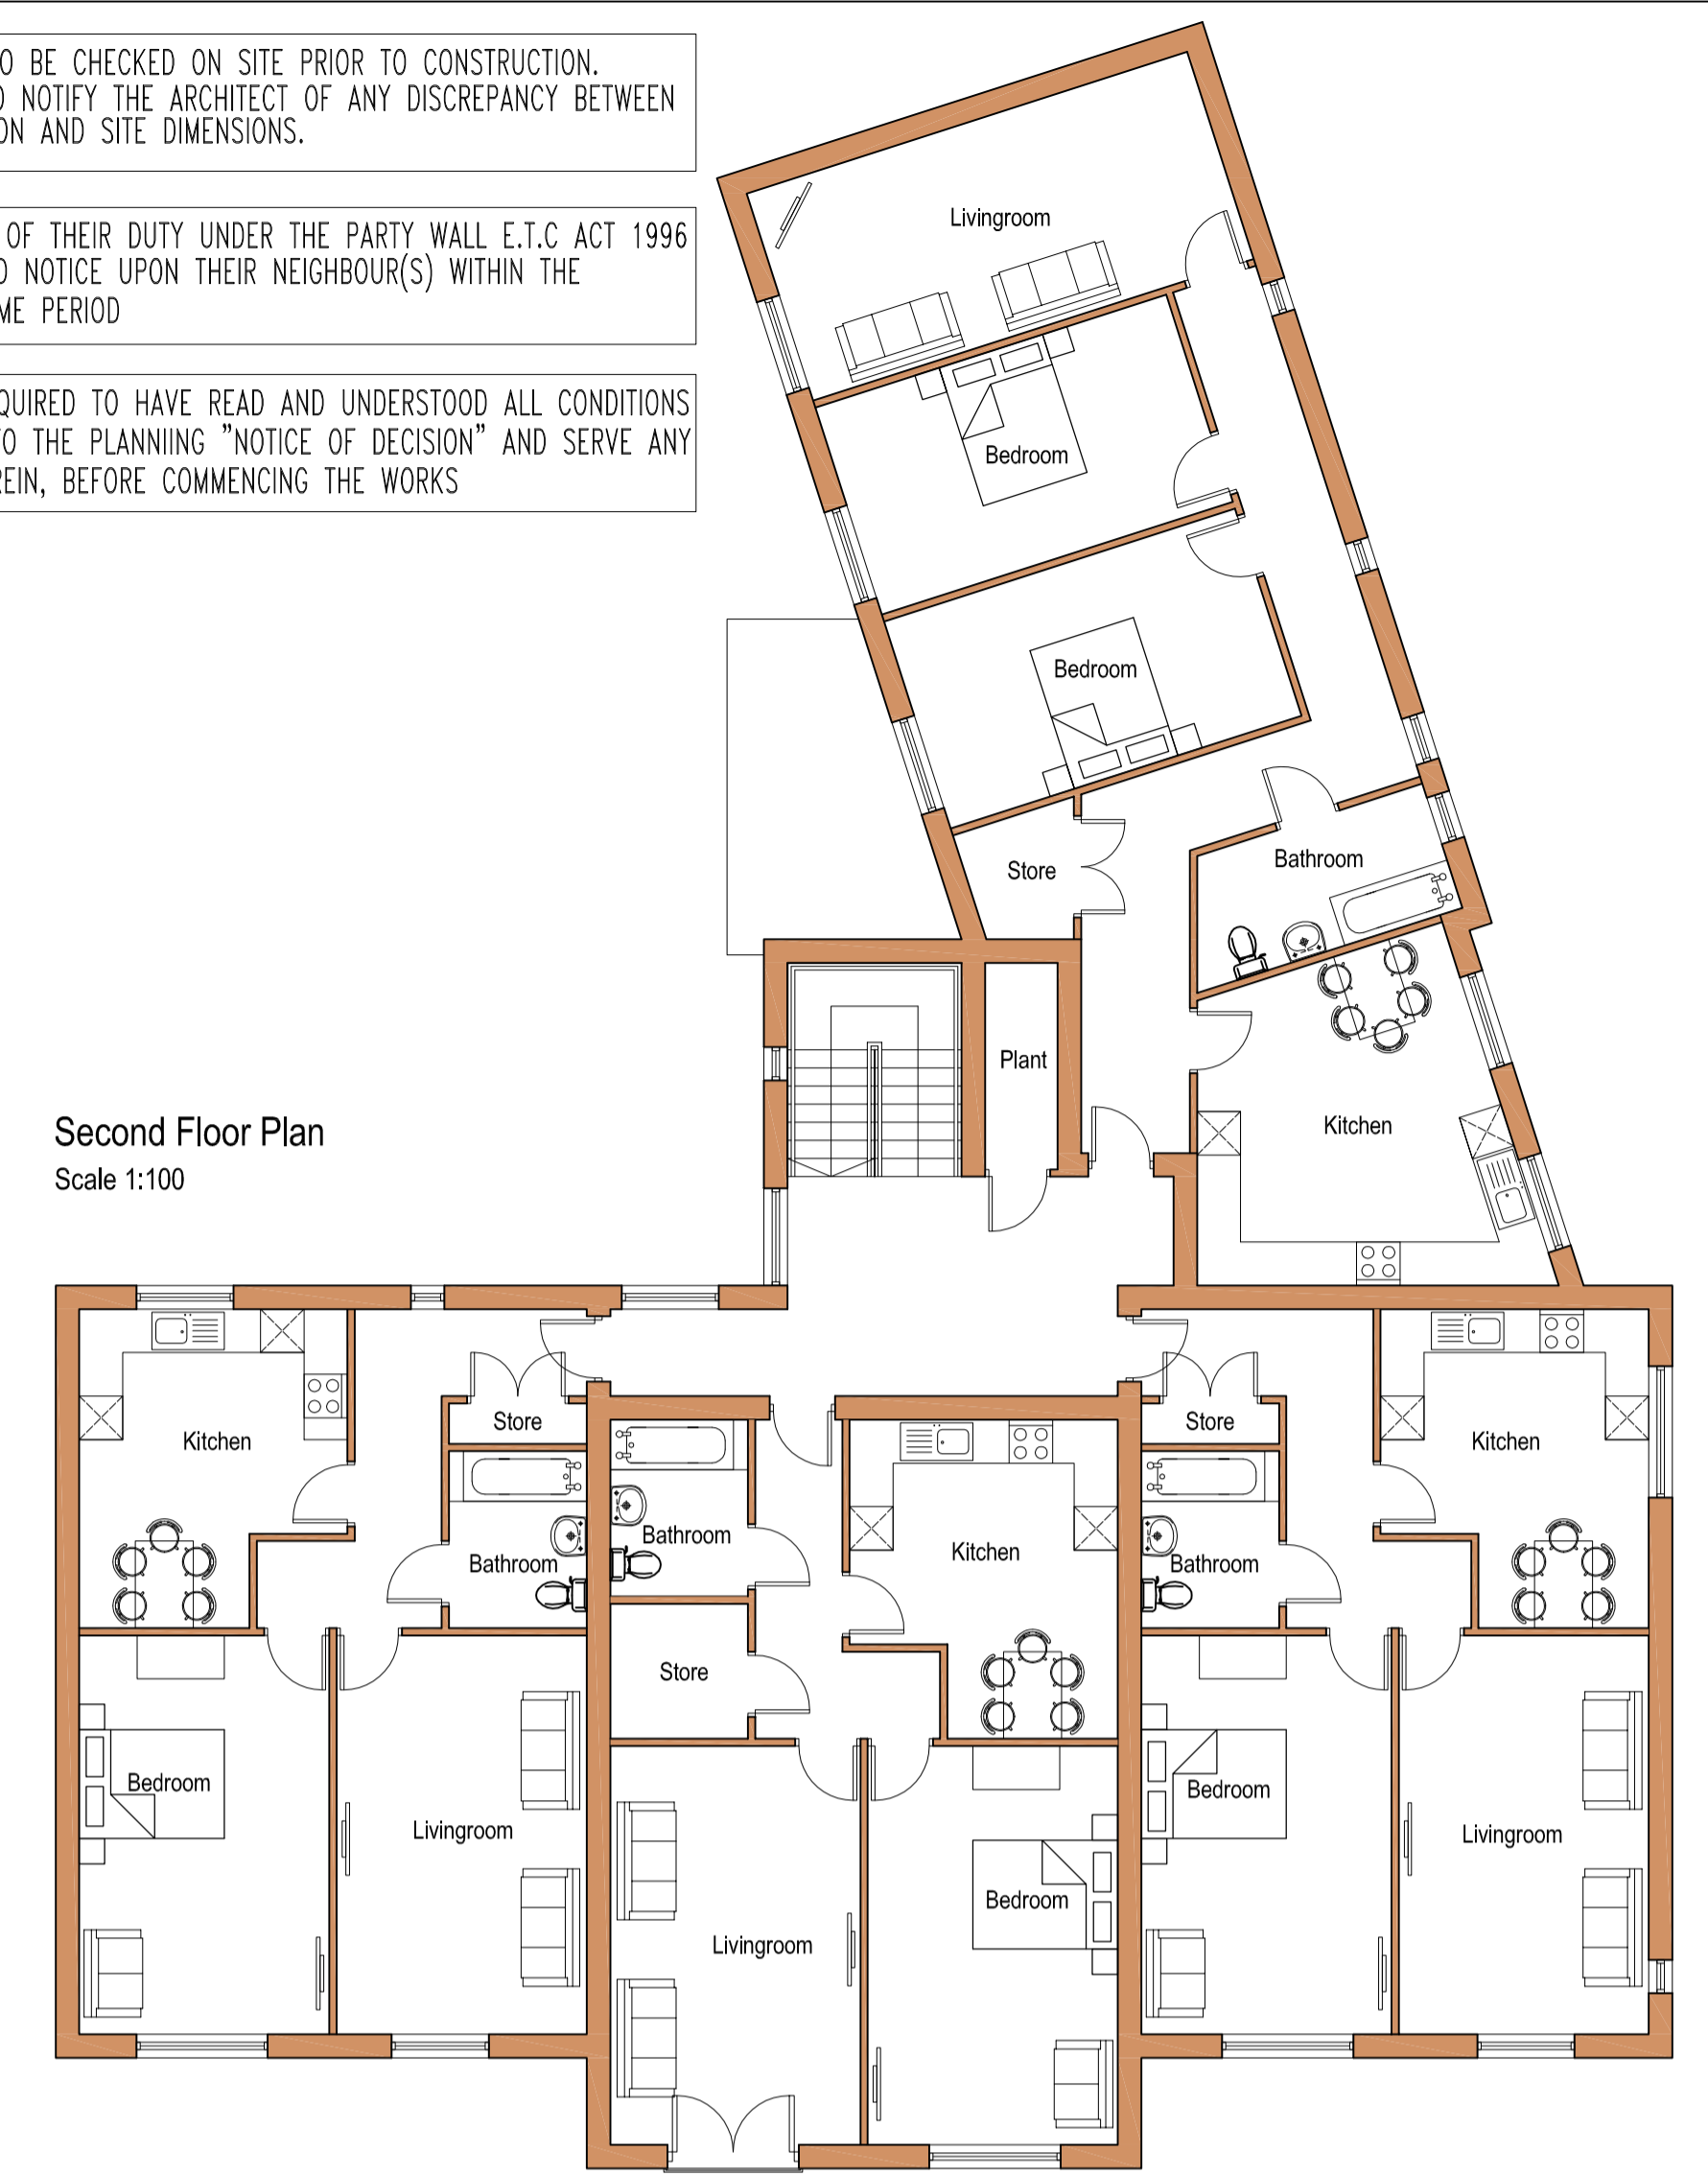 O BE CHECKED ON SITE PRIOR TO CONSTRUCTION.
NOTIFY THE ARCHITECT OF ANY DISCREPANCY BETWEEN
ON AND SITE DIMENSIONS.
OF THEIR DUTY UNDER THE PARTY WALL E.T.C ACT 1996
NOTICE UPON THEIR NEIGHBOUR(S) WITHIN THE
ME PERIOD
QUIRED TO HAVE READ AND UNDERSTOOD ALL CONDITIONS
TO THE PLANNIING "NOTICE OF DECISION" AND SERVE ANY
REIN, BEFORE COMMENCING THE WORKS
Livingroom
Bedroom
Bedroom
Store
Bathroom
Plant
Kitchen
Second Floor Plan
Scale 1:100
Kitchen
Store
Bathroom
Bedroom
Livingroom
Bathroom
Store
Kitchen
Livingroom
Bedroom
Store
Bathroom
Kitchen
Bedroom
Livingroom